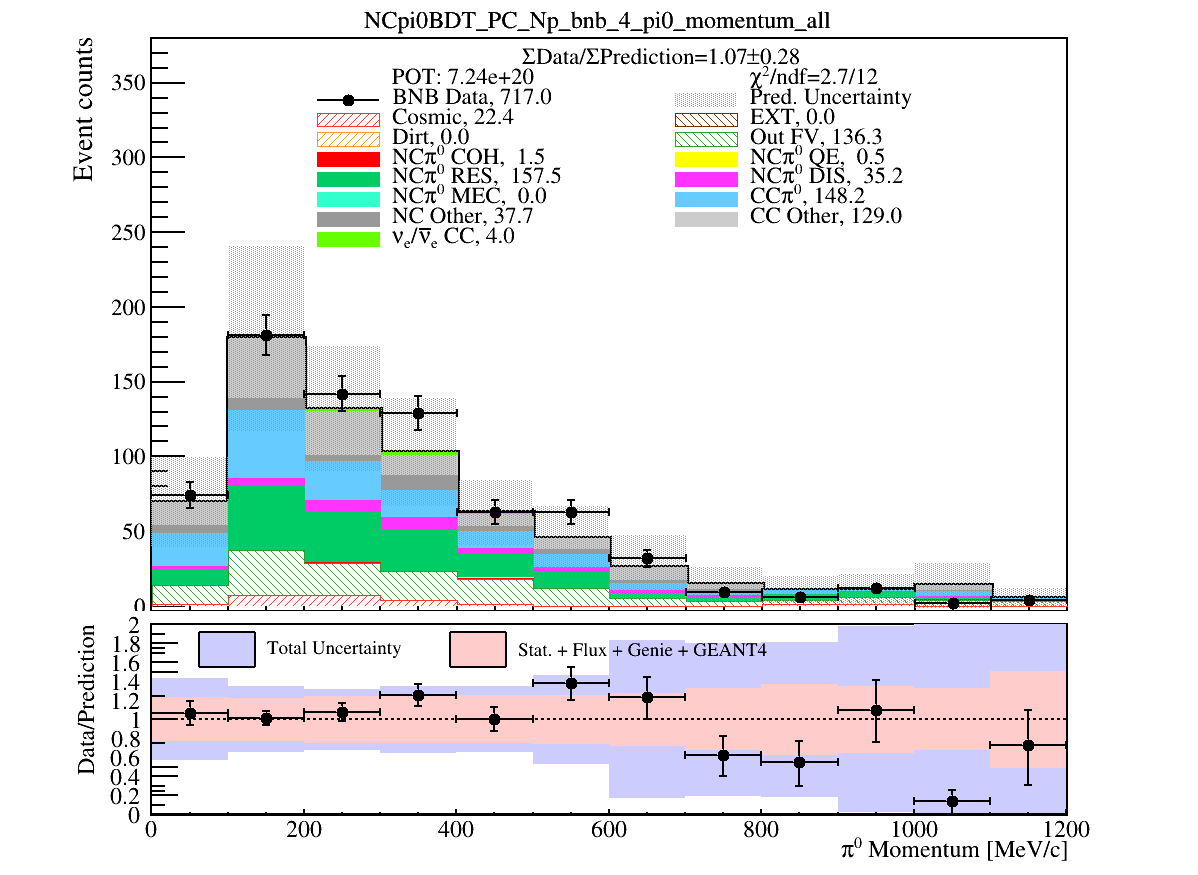 NCpi0BDT_PC_Np_bnb_4_pi0_momentum_all
ΣData/ΣPrediction=1.07±0.28
POT: 7.24e+20
χ²/ndf=2.7/12
BNB Data, 717.0
Pred. Uncertainty
Cosmic, 22.4
EXT, 0.0
Dirt, 0.0
Out FV, 136.3
NCπ⁰ COH, 1.5
NCπ⁰ QE, 0.5
NCπ⁰ RES, 157.5
NCπ⁰ DIS, 35.2
NCπ⁰ MEC, 0.0
CCπ⁰, 148.2
NC Other, 37.7
CC Other, 129.0
νₑ/ν̅ₑ CC, 4.0
Event counts
350
300
250
200
150
100
50
0
Total Uncertainty
Stat. + Flux + Genie + GEANT4
Data/Prediction
2
1.8
1.6
1.4
1.2
1
0.8
0.6
0.4
0.2
0
0 200 400 600 800 1000 1200
π⁰ Momentum [MeV/c]